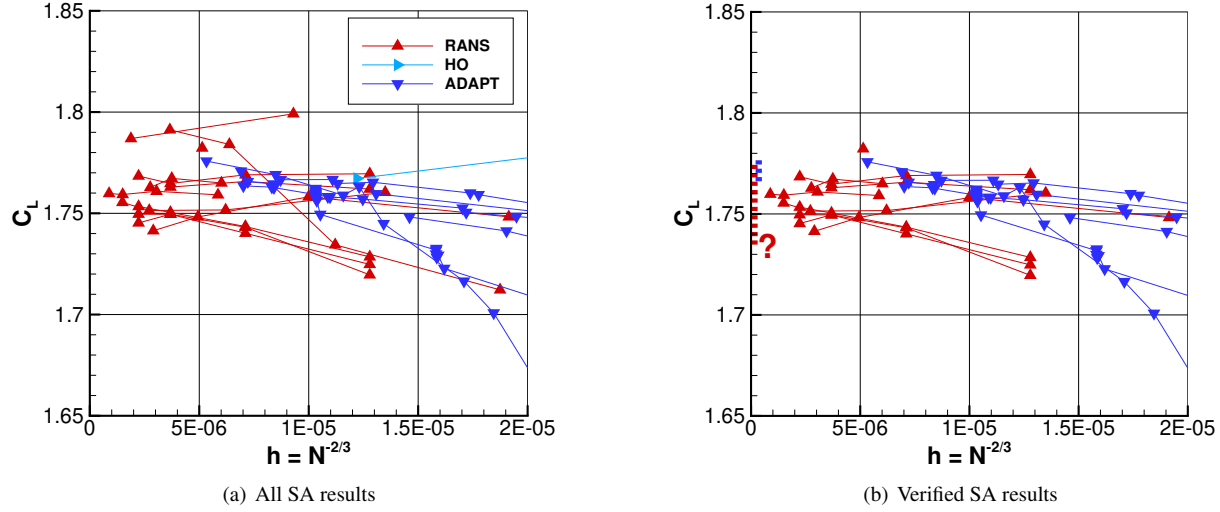 1.85
1.8
1.75
1.7
1.65
C_L
0
5E-06
1E-05
1.5E-05
2E-05
h = N^-2/3
RANS
HO
ADAPT
(a) All SA results
1.85
1.8
1.75
1.7
1.65
C_L
?
0
5E-06
1E-05
1.5E-05
2E-05
h = N^-2/3
(b) Verified SA results